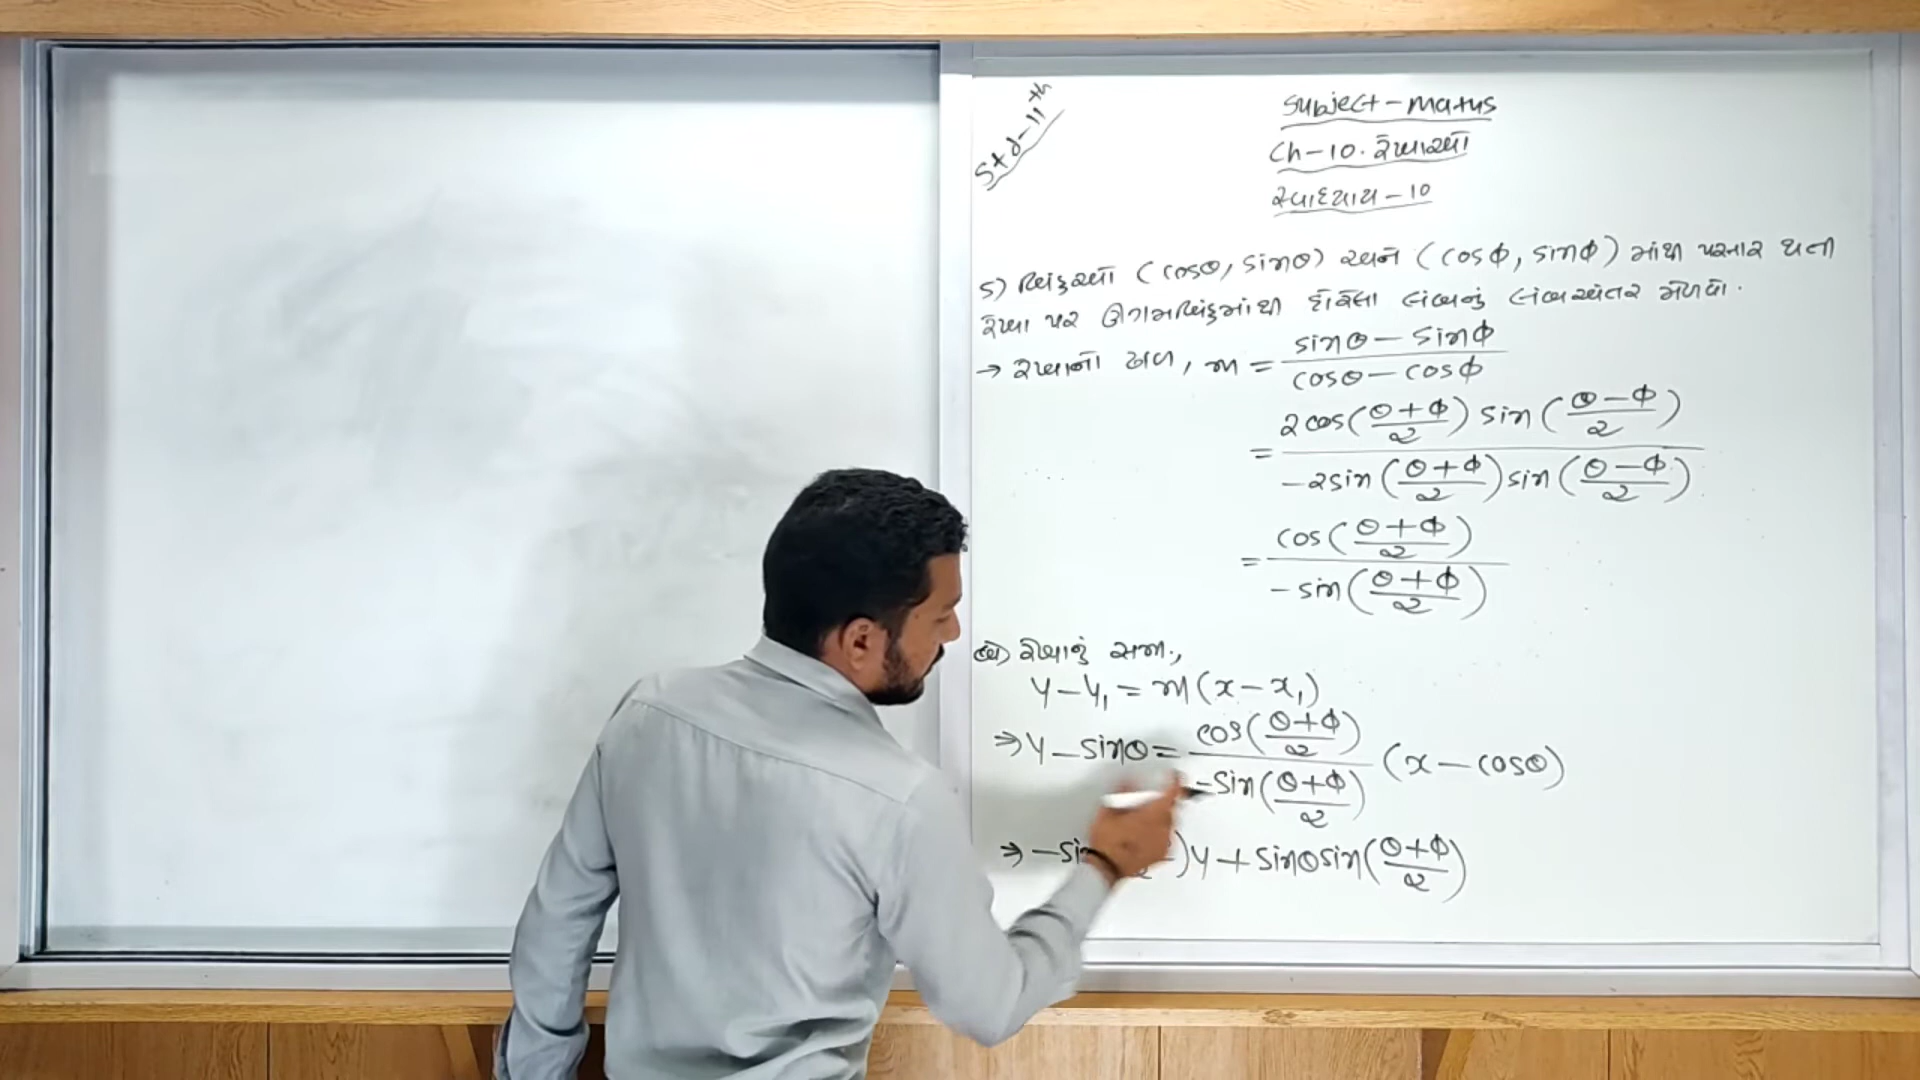 Std-11th
Subject-Maths
Ch-10. રેખાઓ
સ્વાધ્યાય-10
5) બિંદુઓ (cosθ, sinθ) અને (cosΦ, sinΦ) માંથી પસાર થતી
રેખા પર ઊગમબિંદુમાંથી દોરેલા લંબનું લંબઅંતર મેળવો.
→ રેખાનો ઢાળ, m = (sinθ - sinΦ)/(cosθ - cosΦ)
= (2cos((θ+Φ)/2) sin((θ-Φ)/2))/(-2sin((θ+Φ)/2) sin((θ-Φ)/2))
= cos((θ+Φ)/2)/(-sin((θ+Φ)/2))
રેખાનું સમી.,
y - y₁ = m(x - x₁)
⇒ y - sinθ = cos((θ+Φ)/2)/(-sin((θ+Φ)/2)) (x - cosθ)
⇒ -sin )y + sinθsin((θ+Φ)/2)